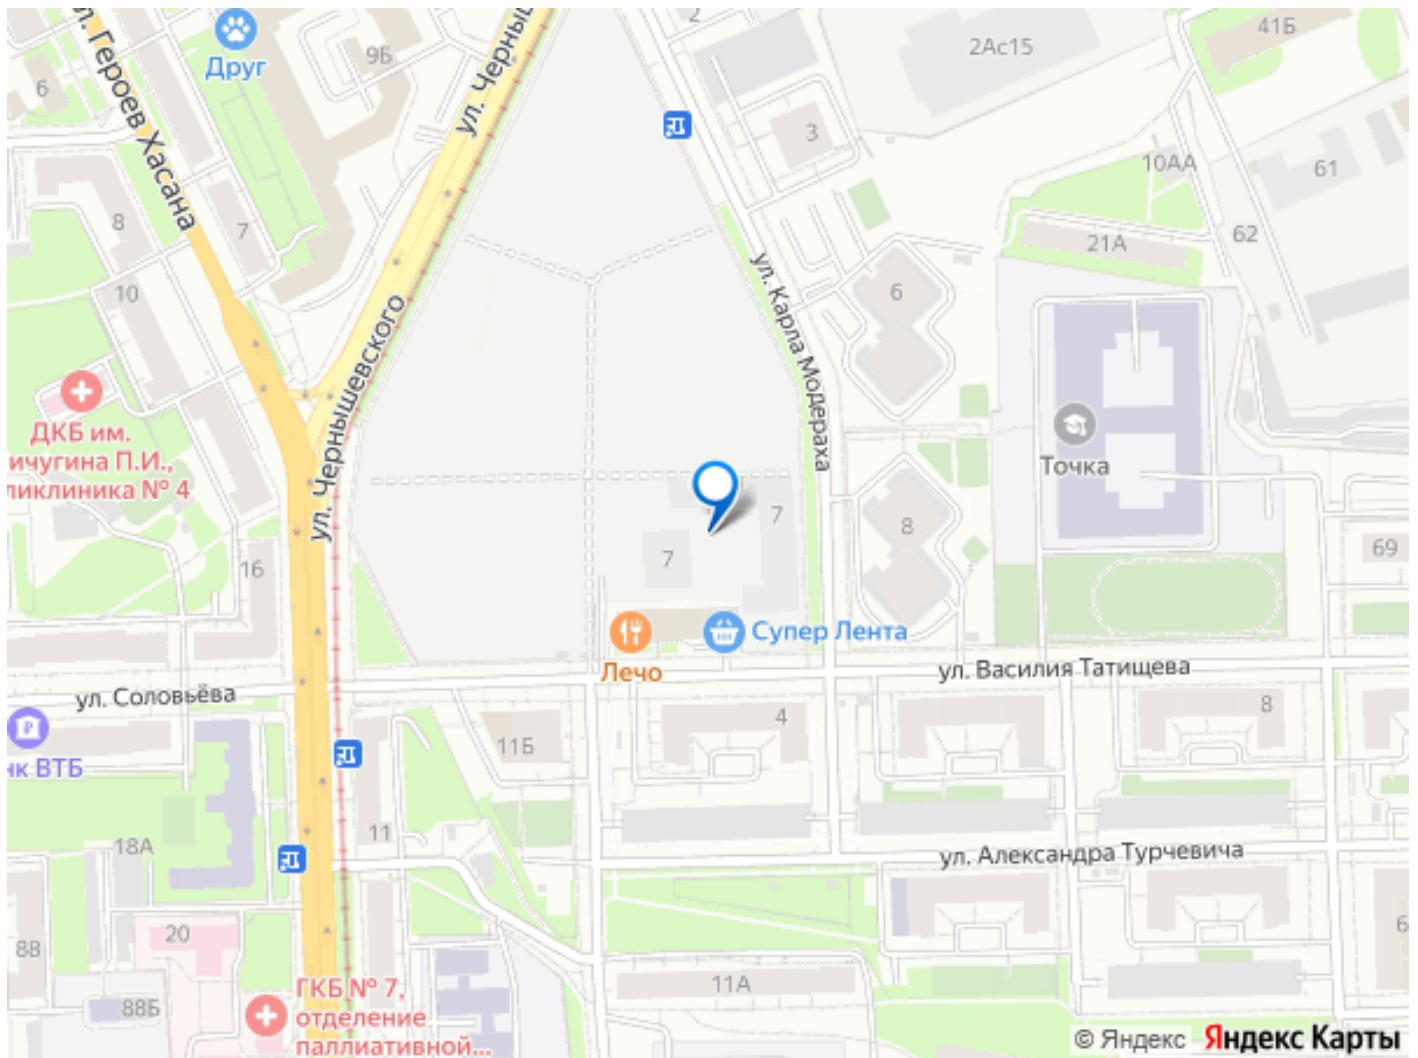 2
41Б
2Ас15
Друг
9Б
ул. Героев Хасана
6
ул. Черныш
3
10АА
61
8
7
62
21А
10
ул. Карла Модераха
6
ул. Чернышевского
ДКБ им.
ичугина П.И.,
ликлиника № 4
Точка
7
8
7
69
16
Супер Лента
Лечо
ул. Василия Татищева
ул. Соловьёва
4
8
11Б
нк ВТБ
11
18А
ул. Александра Турчевича
20
88
11А
88Б
ГКБ № 7,
отделение
паллиативной...
© Яндекс Яндекс Карты